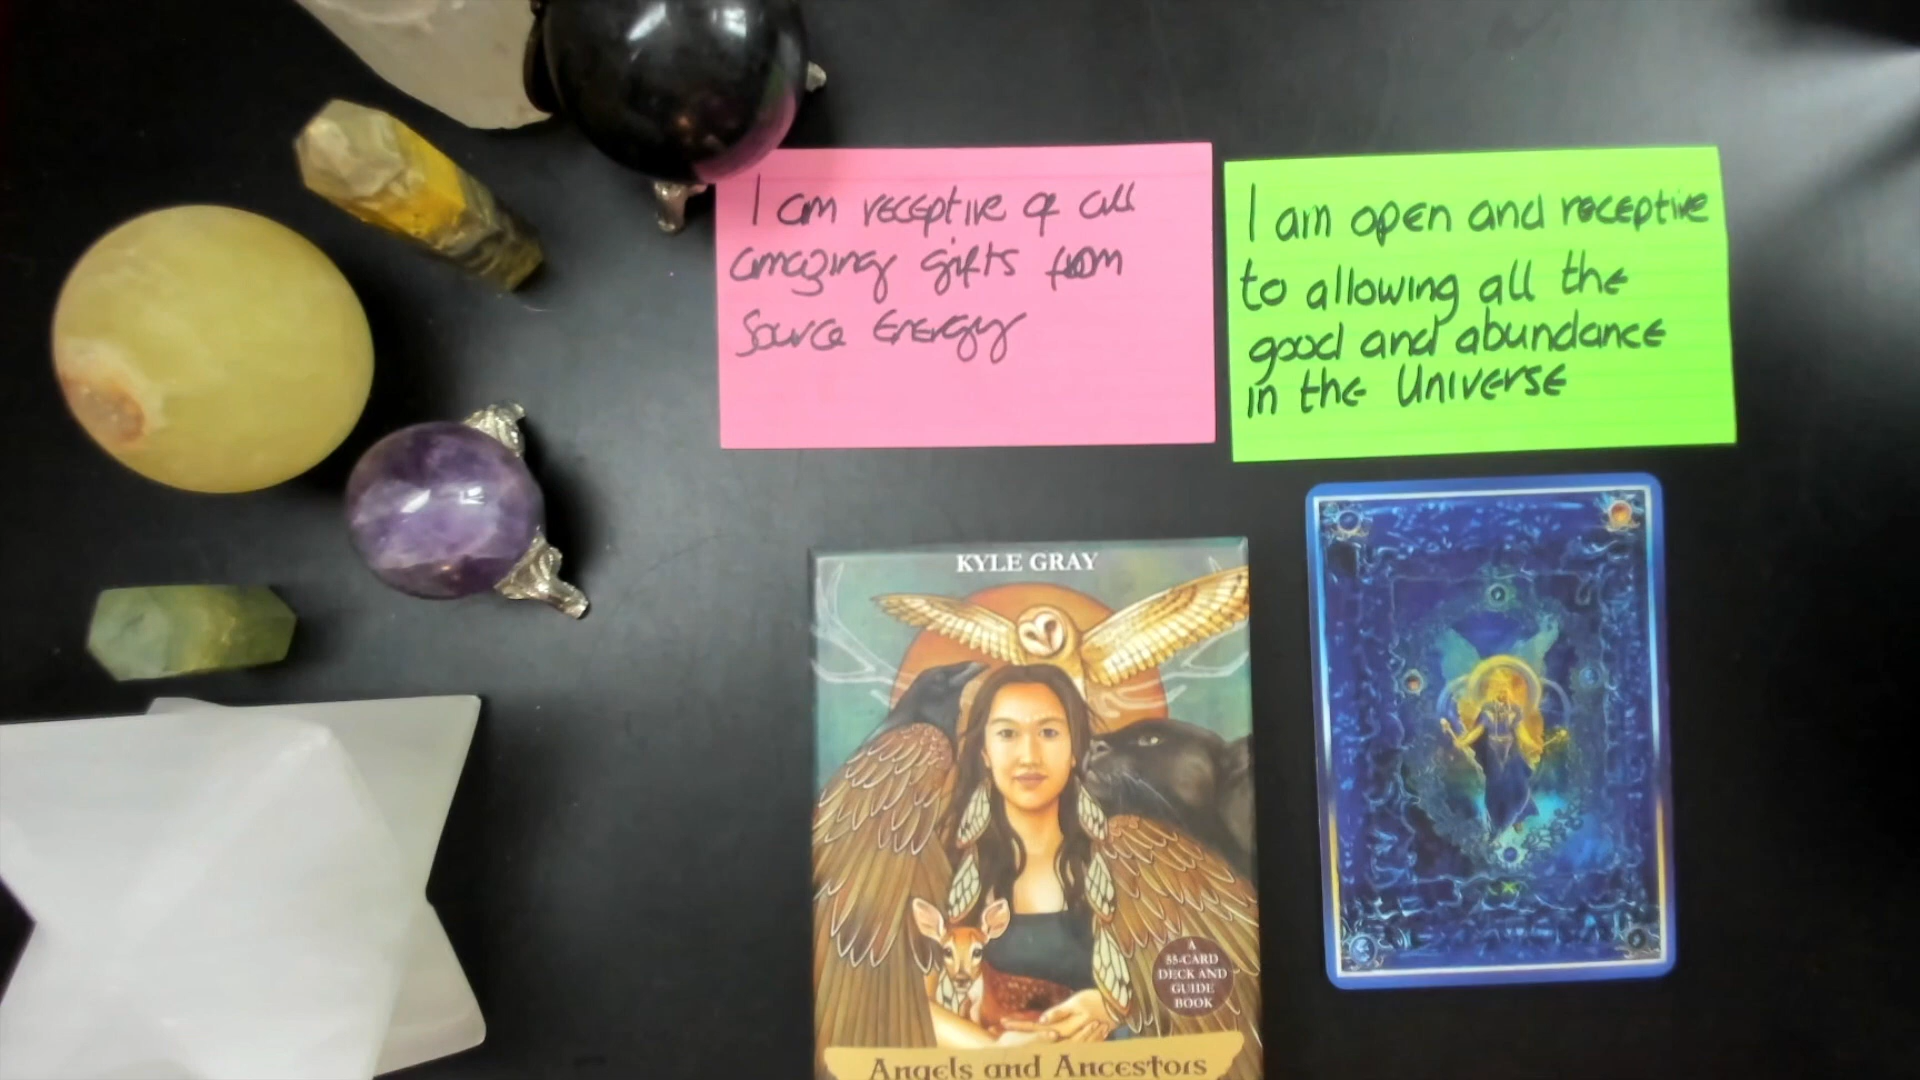 I am receptive of all
amazing gifts from
Source Energy
I am open and receptive
to allowing all the
good and abundance
in the Universe
KYLE GRAY
A
55-CARD
DECK AND
GUIDE
BOOK
Angels and Ancestors